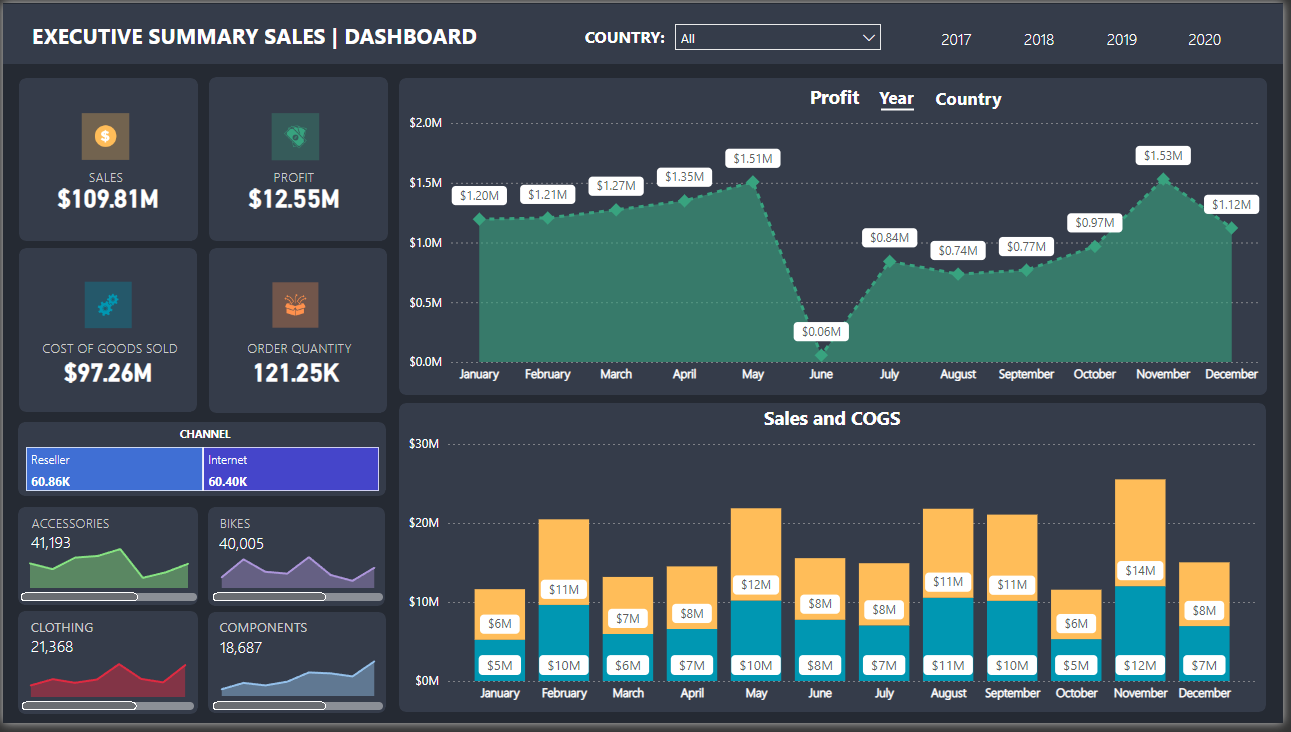 EXECUTIVE SUMMARY SALES | DASHBOARD
COUNTRY: All
2017 2018 2019 2020
SALES
$109.81M
PROFIT
$12.55M
COST OF GOODS SOLD
$97.26M
ORDER QUANTITY
121.25K
CHANNEL
Reseller
60.86K
Internet
60.40K
ACCESSORIES
41,193
BIKES
40,005
CLOTHING
21,368
COMPONENTS
18,687
Profit Year Country
$2.0M
$1.5M
$1.0M
$0.5M
$0.0M
$1.20M $1.21M $1.27M $1.35M $1.51M $0.06M $0.84M $0.74M $0.77M $0.97M $1.53M $1.12M
January February March April May June July August September October November December
Sales and COGS
$30M
$20M
$10M
$0M
$6M $11M $7M $8M $12M $8M $8M $11M $11M $6M $14M $8M
$5M $10M $6M $7M $10M $8M $7M $11M $10M $5M $12M $7M
January February March April May June July August September October November December